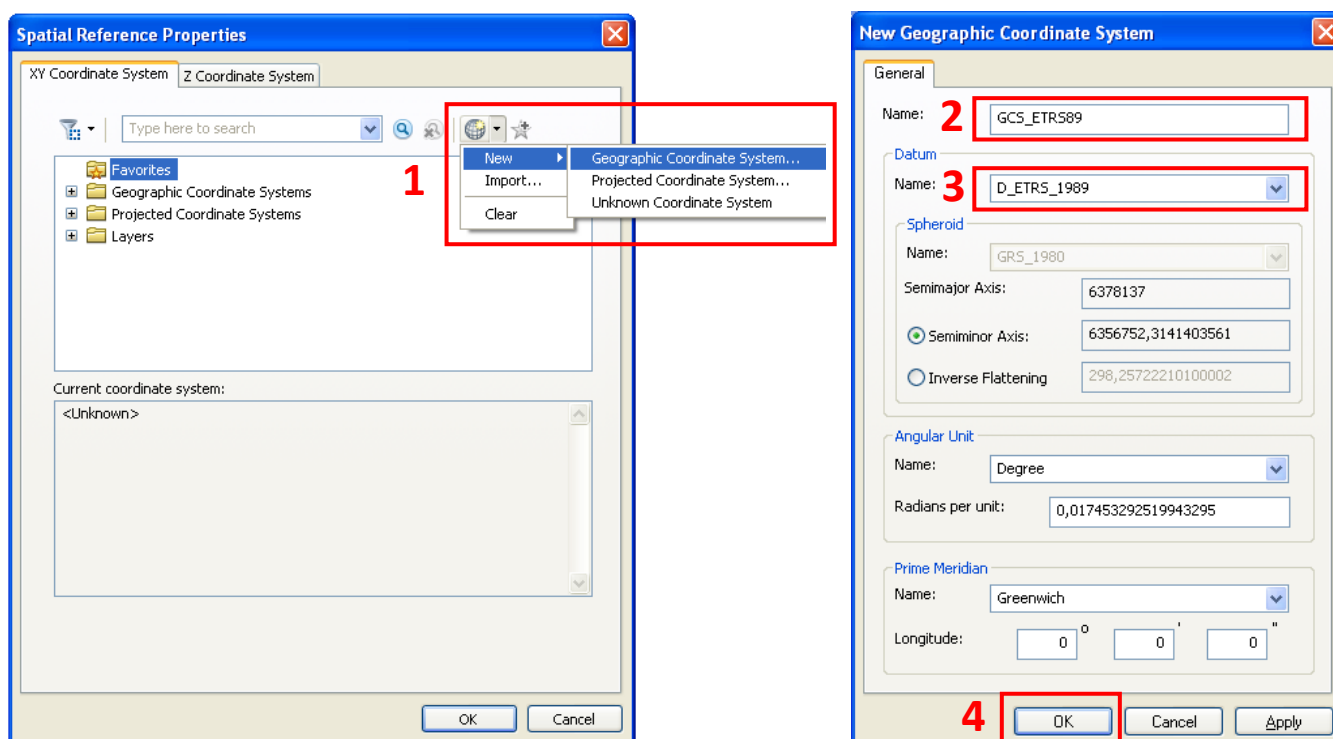 Spatial Reference Properties
XY Coordinate System
Z Coordinate System
Type here to search
1
New
Import...
Clear
Geographic Coordinate System...
Projected Coordinate System...
Unknown Coordinate System
Favorites
Geographic Coordinate Systems
Projected Coordinate Systems
Layers
Current coordinate system:
<Unknown>
OK
Cancel
New Geographic Coordinate System
General
Name:
2
GCS_ETRS89
Datum
Name:
3
D_ETRS_1989
Spheroid
Name:
GRS_1980
Semimajor Axis:
6378137
Semiminor Axis:
6356752,3141403561
Inverse Flattening
298,25722210100002
Angular Unit
Name:
Degree
Radians per unit:
0,017453292519943295
Prime Meridian
Name:
Greenwich
Longitude:
0 °
0 '
0 "
4
OK
Cancel
Apply